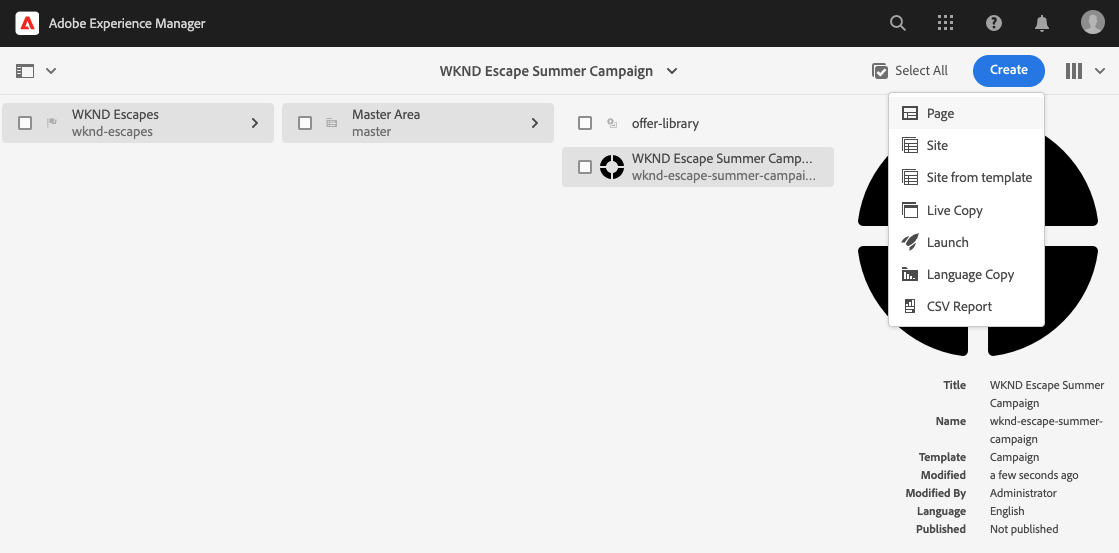 Adobe Experience Manager
WKND Escape Summer Campaign
Select All
Create
WKND Escapes
wknd-escapes
Master Area
master
offer-library
WKND Escape Summer Camp...
wknd-escape-summer-campai...
Page
Site
Site from template
Live Copy
Launch
Language Copy
CSV Report
Title WKND Escape Summer
Campaign
Name wknd-escape-summer-
campaign
Template Campaign
Modified a few seconds ago
Modified By Administrator
Language English
Published Not published